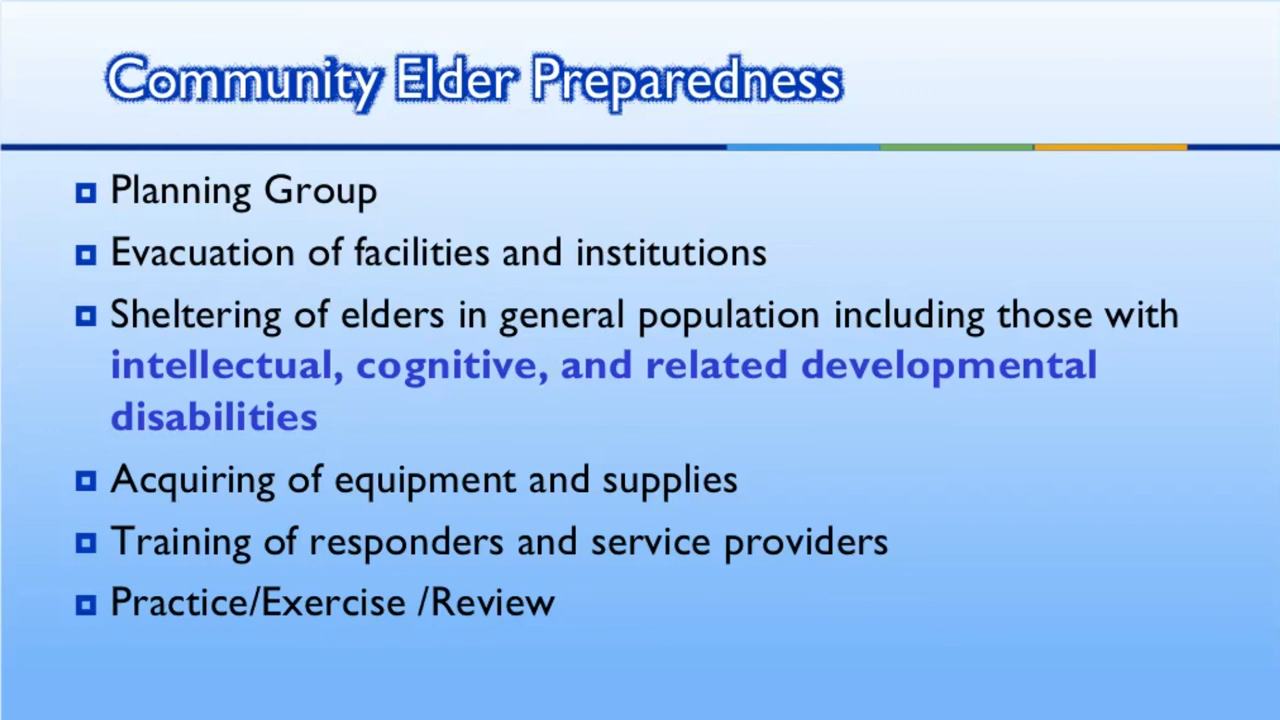 Community Elder Preparedness
Planning Group
Evacuation of facilities and institutions
Sheltering of elders in general population including those with
intellectual, cognitive, and related developmental
disabilities
Acquiring of equipment and supplies
Training of responders and service providers
Practice/Exercise /Review